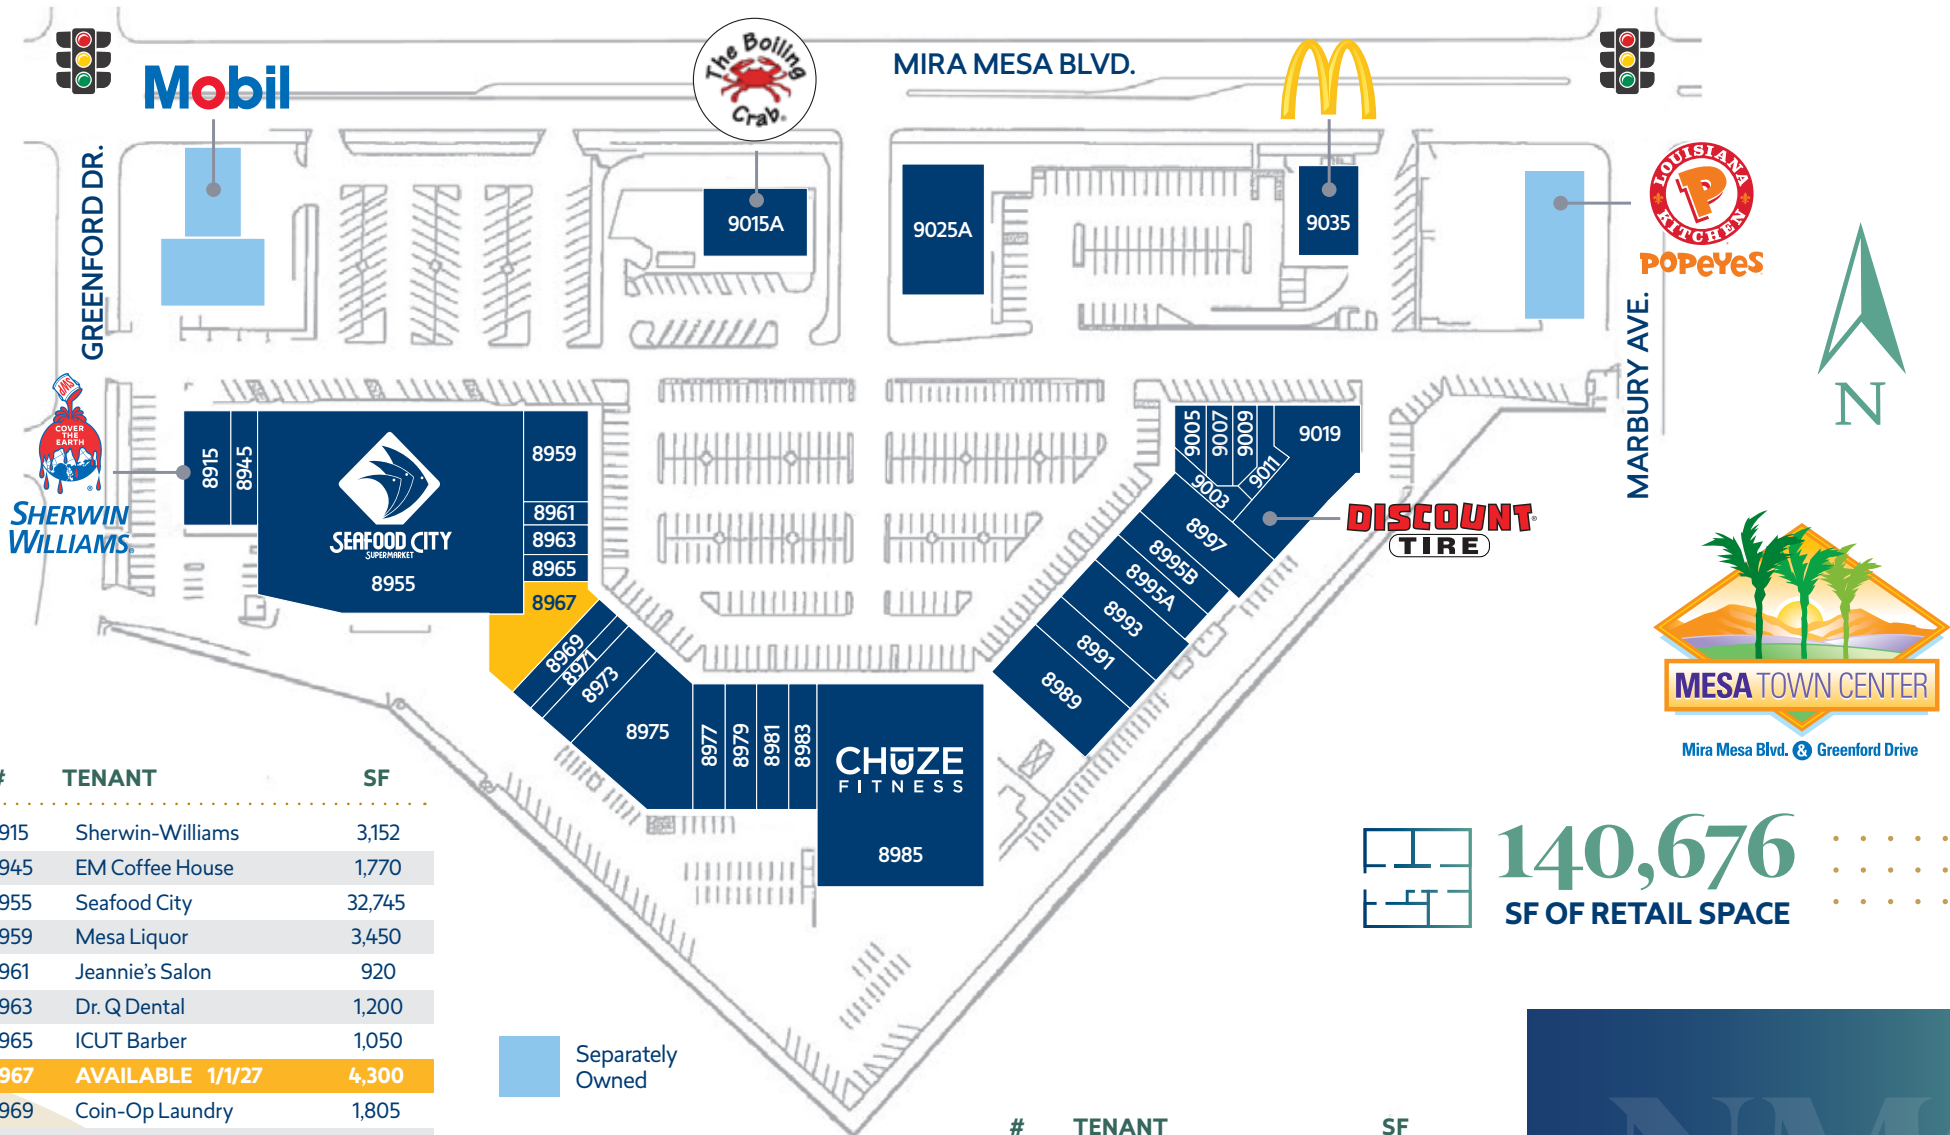 The Boiling
Crab
MIRA MESA BLVD.
Mobil
GREENFORD DR.
9015A
9025A
9035
LOUISIANA
KITCHEN
POPEYES
MARBURY AVE.
N
SWP
COVER
THE
EARTH
SHERWIN
WILLIAMS
8915
8945
SEAFOOD CITY
SUPERMARKET
8955
8959
8961
8963
8965
8967
8969
8971
8973
8975
8977
8979
8981
8983
CHUZE
FITNESS
8985
8989
8991
8993
8995A
8995B
8997
9003
9005
9007
9009
9011
9019
DISCOUNT
TIRE
MESA TOWN CENTER
Mira Mesa Blvd. & Greenford Drive
140,676
SF OF RETAIL SPACE
# TENANT SF
915 Sherwin-Williams 3,152
945 EM Coffee House 1,770
955 Seafood City 32,745
959 Mesa Liquor 3,450
961 Jeannie's Salon 920
963 Dr. Q Dental 1,200
965 ICUT Barber 1,050
967 AVAILABLE 1/1/27 4,300
969 Coin-Op Laundry 1,805
Separately
Owned
# TENANT SF
NM